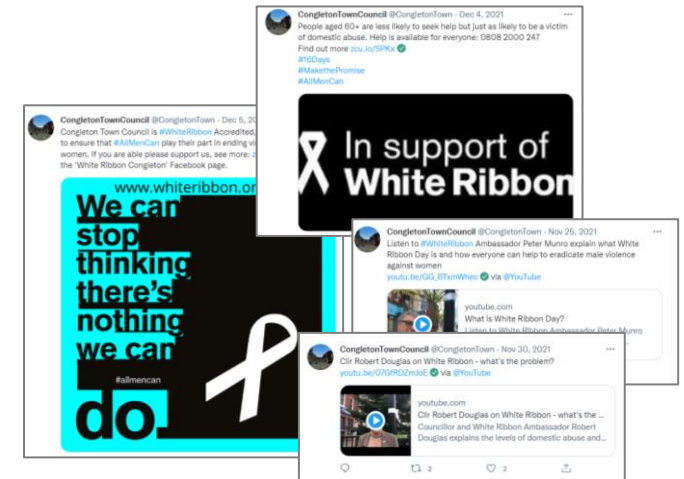 CongletonTownCouncil @CongletonTown · Dec 4, 2021
People aged 60+ are less likely to seek help but just as likely to be a victim
of domestic abuse. Help is available for everyone: 0808 2000 247
Find out more zcu.io/SPKx
#16Days
#MakethePromise
#AllMenCan
In support of
White Ribbon
CongletonTownCouncil @CongletonTown · Dec 5, 20
Congleton Town Council is #WhiteRibbon Accredited,
to ensure that #AllMenCan play their part in ending vi
women. If you are able please support us, see more: z
the 'White Ribbon Congleton' Facebook page.
www.whiteribbon.or
We can
stop
thinking
there's
nothing
we can
#allmencan
do.
CongletonTownCouncil @CongletonTown · Nov 25, 2021
Listen to #WhiteRibbon Ambassador Peter Munro explain what White
Ribbon Day is and how everyone can help to eradicate male violence
against women
youtu.be/GG_BTxmWhec via @YouTube
youtube.com
What is White Ribbon Day?
Listen to White Ribbon Ambassador Peter Munro
CongletonTownCouncil @CongletonTown · Nov 30, 2021
Cllr Robert Douglas on White Ribbon - what's the problem?
youtu.be/07GfRDZmJoE via @YouTube
youtube.com
Cllr Robert Douglas on White Ribbon - what's the ...
Councillor and White Ribbon Ambassador Robert
Douglas explains the levels of domestic abuse and...
2 2